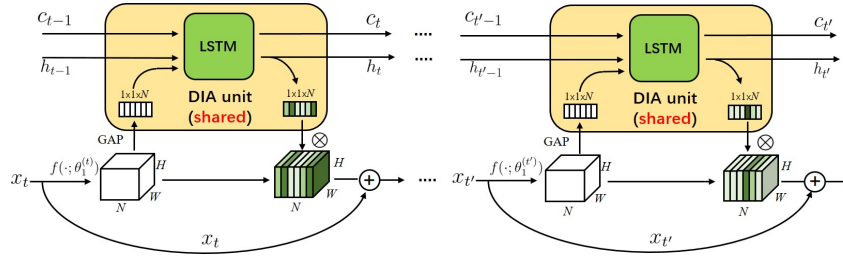 c_{t-1}
LSTM
c_t
h_{t-1}
h_t
1x1xN
DIA unit
(shared)
GAP
⊗
x_t
f(·; θ_1^{(t)})
H
W
N
H
W
N
+
x_t
....
....
c_{t'-1}
LSTM
c_{t'}
h_{t'-1}
h_{t'}
1x1xN
1x1xN
DIA unit
(shared)
GAP
⊗
....
x_{t'}
f(·; θ_1^{(t')})
H
W
N
H
W
N
+
x_{t'}
1x1xN